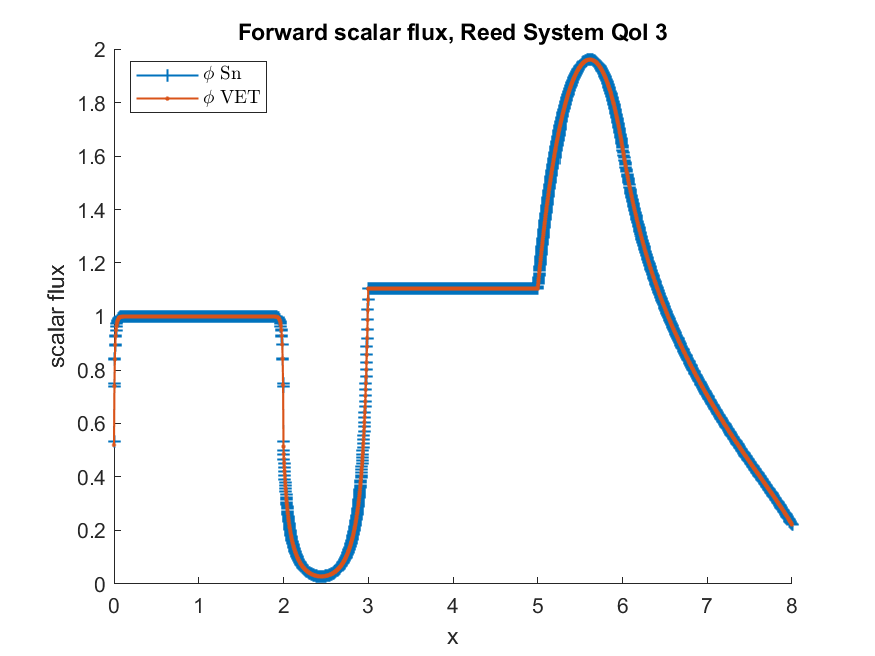 Forward scalar flux, Reed System QoI 3
ϕ Sn
ϕ VET
scalar flux
2
1.8
1.6
1.4
1.2
1
0.8
0.6
0.4
0.2
0
0 1 2 3 4 5 6 7 8
x